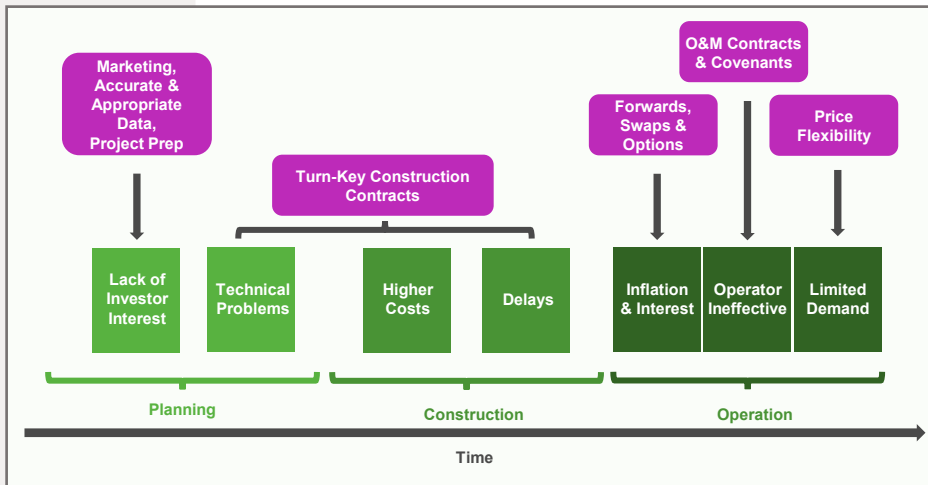 Marketing,
Accurate &
Appropriate
Data,
Project Prep
O&M Contracts
& Covenants
Forwards,
Swaps &
Options
Price
Flexibility
Turn-Key Construction
Contracts
Lack of
Investor
Interest
Technical
Problems
Higher
Costs
Delays
Inflation
& Interest
Operator
Ineffective
Limited
Demand
Planning
Construction
Operation
Time